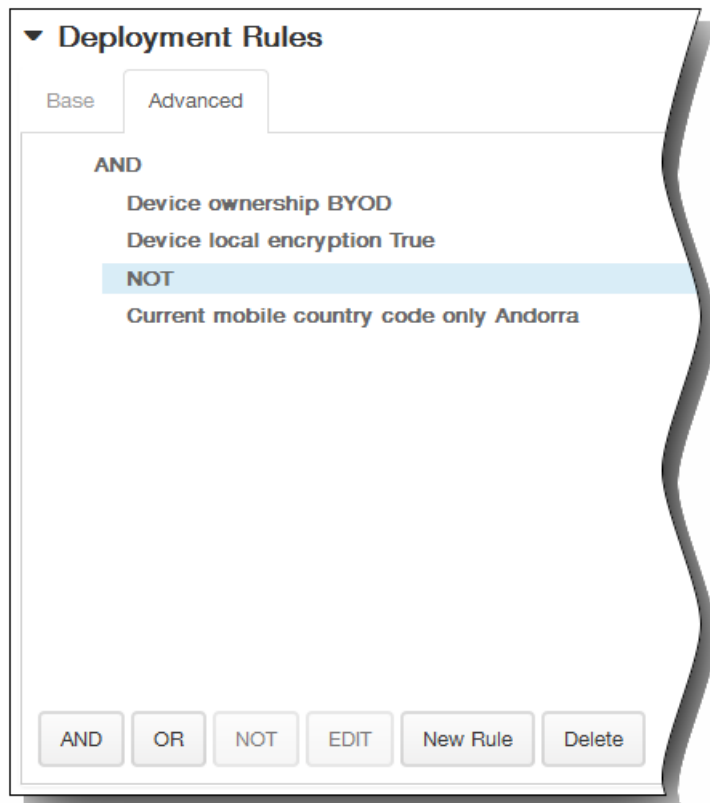 Deployment Rules
Base Advanced
AND
Device ownership BYOD
Device local encryption True
NOT
Current mobile country code only Andorra
AND OR NOT EDIT New Rule Delete